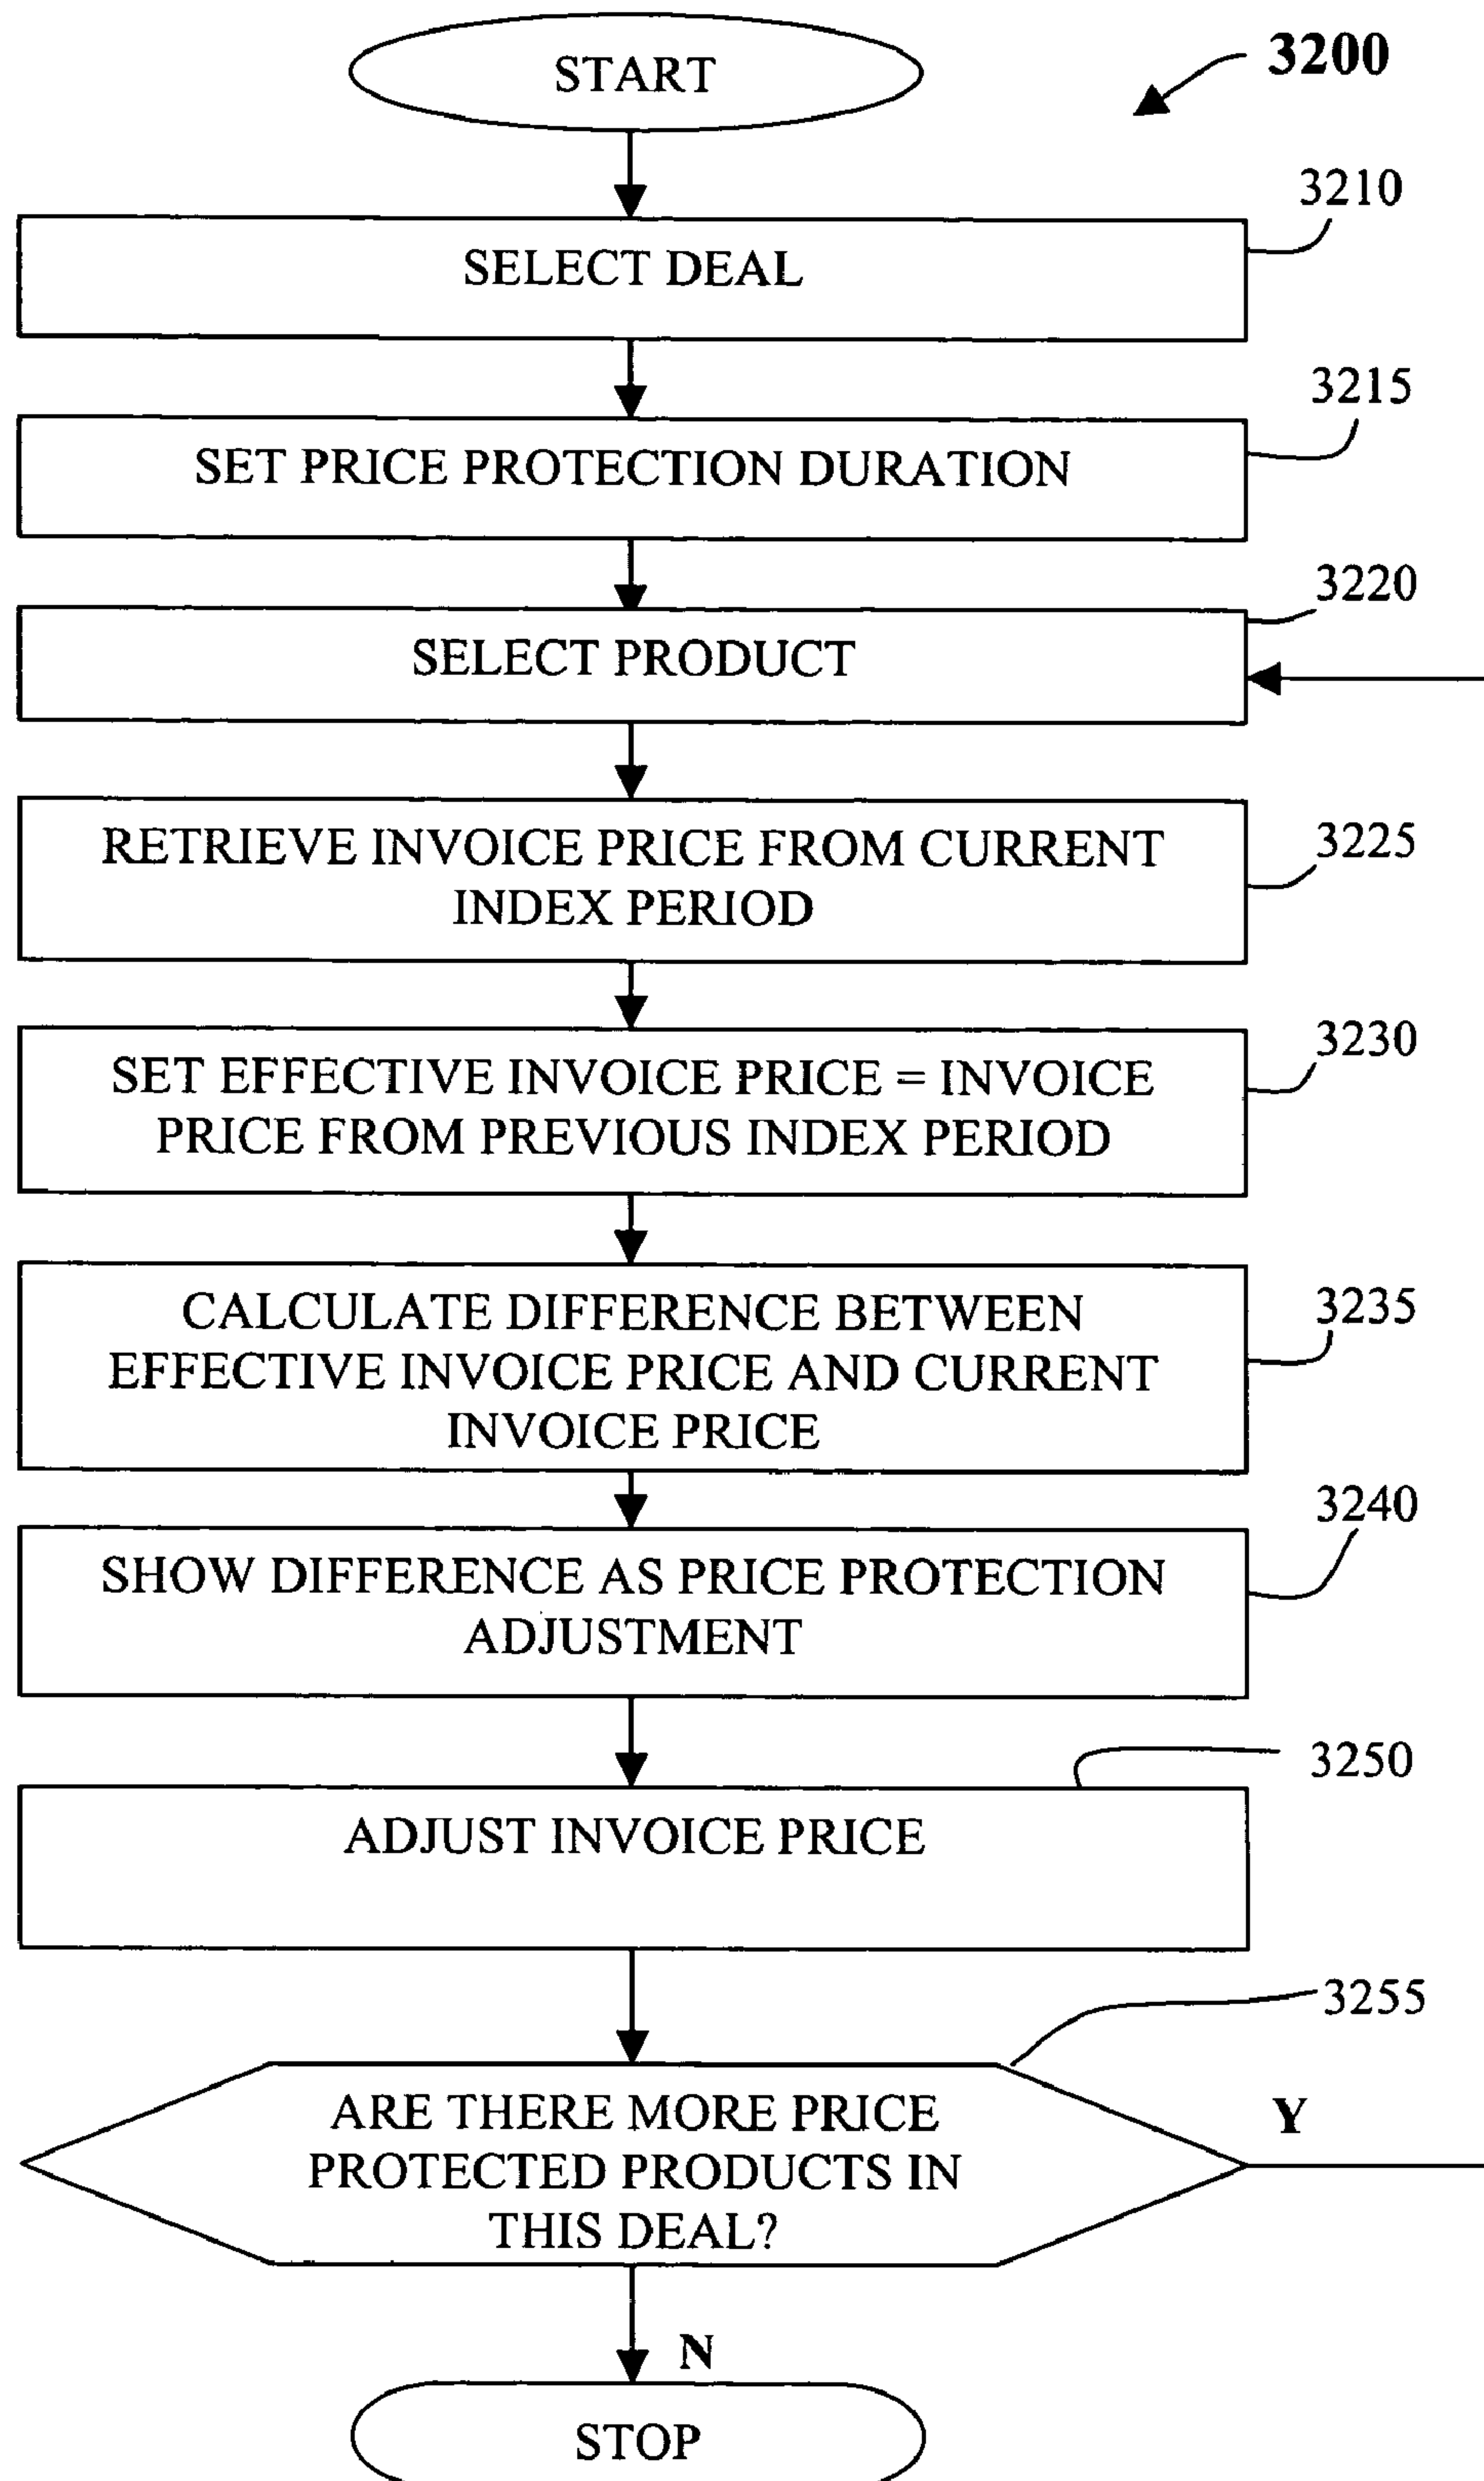 START
3200
3210
SELECT DEAL
3215
SET PRICE PROTECTION DURATION
3220
SELECT PRODUCT
RETRIEVE INVOICE PRICE FROM CURRENT
INDEX PERIOD
3225
SET EFFECTIVE INVOICE PRICE = INVOICE
PRICE FROM PREVIOUS INDEX PERIOD
3230
CALCULATE DIFFERENCE BETWEEN
EFFECTIVE INVOICE PRICE AND CURRENT
INVOICE PRICE
3235
3240
SHOW DIFFERENCE AS PRICE PROTECTION
ADJUSTMENT
3250
ADJUST INVOICE PRICE
3255
ARE THERE MORE PRICE
PROTECTED PRODUCTS IN
THIS DEAL?
Y
N
STOP